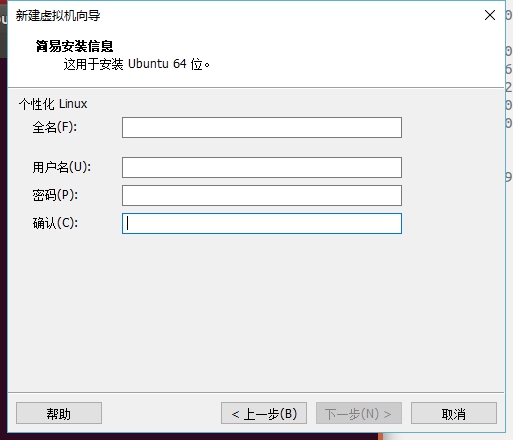 新建虚拟机向导
简易安装信息
这用于安装 Ubuntu 64 位。
个性化 Linux
全名(F):
用户名(U):
密码(P):
确认(C):
帮助
< 上一步(B)
下一步(N) >
取消